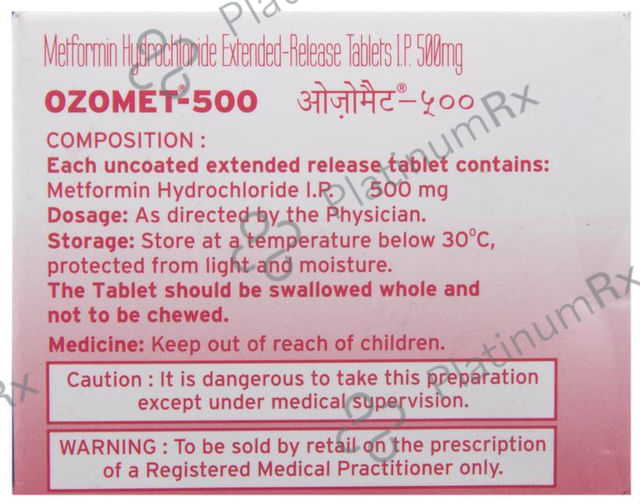 Metformin Hydrochloride Extended-Release Tablets I.P. 500mg
OZOMET®-500 ओज़ोमैट®-५००
COMPOSITION :
Each uncoated extended release tablet contains:
Metformin Hydrochloride I.P. 500 mg
Dosage: As directed by the Physician.
Storage: Store at a temperature below 30°C,
protected from light and moisture.
The Tablet should be swallowed whole and
not to be chewed.
Medicine: Keep out of reach of children.
Caution : It is dangerous to take this preparation
except under medical supervision.
WARNING : To be sold by retail on the prescription
of a Registered Medical Practitioner only.
PlatinumRx
PlatinumRx
PlatinumRx
Rx